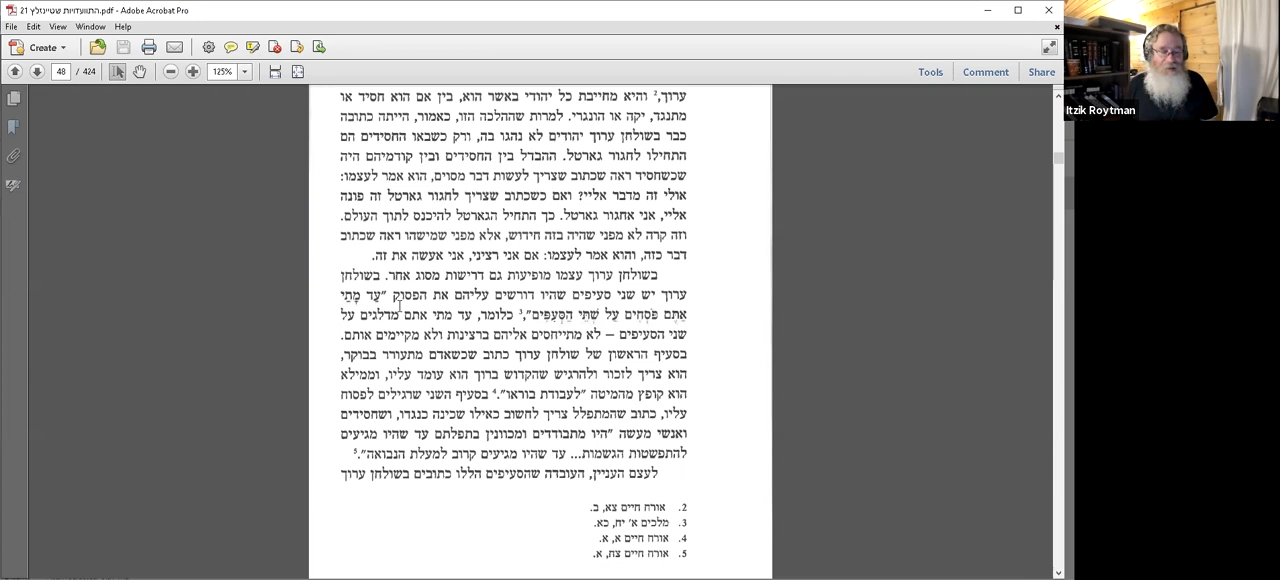 21 התוועדויות שטיינזלץ.pdf - Adobe Acrobat Pro
File Edit View Window Help
Create
48 / 424 125% Tools Comment Share
Itzik Roytman
ערוך,2 והיא מחייבת כל יהודי באשר הוא, בין אם הוא חסיד או
מתנגד, יקה או הונגרי. למרות שההלכה הזו, כאמור, הייתה כתובה
כבר בשולחן ערוך יהודים לא נהגו בה, ורק כשבאו החסידים הם
התחילו לחגור גארטל. ההבדל בין החסידים ובין קודמיהם היה
שכשחסיד ראה שכתוב שצריך לעשות דבר מסוים, הוא אמר לעצמו:
אולי זה מדבר אליי? ואם כשכתוב שצריך לחגור גארטל זה פונה
אליי, אני אחגור גארטל. כך התחיל הגארטל להיכנס לתוך העולם.
וזה קרה לא מפני שהיה בזה חידוש, אלא מפני שמישהו ראה שכתוב
דבר כזה, והוא אמר לעצמו: אם אני רציני, אני אעשה את זה.
בשולחן ערוך עצמו מופיעות גם דרישות מסוג אחר. בשולחן
ערוך יש שני סעיפים שהיו דורשים עליהם את הפסוק "עַד מָתַי
אַתֶּם פֹּסְחִים עַל שְׁתֵּי הַסְּעִפִּים",3 כלומר, עד מתי אתם מדלגים על
שני הסעיפים – לא מתייחסים אליהם ברצינות ולא מקיימים אותם.
בסעיף הראשון של שולחן ערוך כתוב שכשאדם מתעורר בבוקר,
הוא צריך לזכור ולהרגיש שהקדוש ברוך הוא עומד עליו, וממילא
הוא קופץ מהמיטה "לעבודת בוראו".4 בסעיף השני שרגילים לפסוח
עליו, כתוב שהמתפלל צריך לחשוב כאילו שכינה כנגדו, ושחסידים
ואנשי מעשה "היו מתבודדים ומכוונין בתפלתם עד שהיו מגיעים
להתפשטות הגשמות... עד שהיו מגיעים קרוב למעלת הנבואה".5
לעצם העניין, העובדה שהסעיפים הללו כתובים בשולחן ערוך
2. אורח חיים צא, ב.
3. מלכים א' יח, כא.
4. אורח חיים א, א.
5. אורח חיים צח, א.